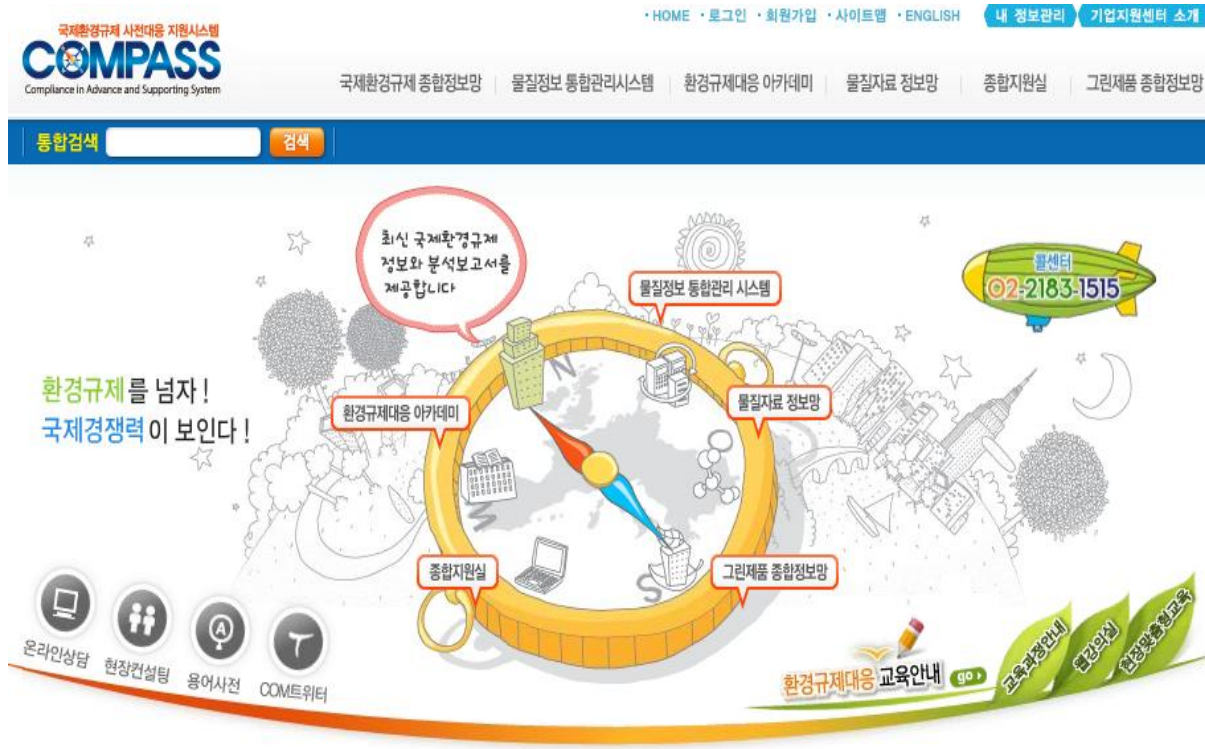 국제환경규제 사전대응 지원시스템
COMPASS
Compliance in Advance and Supporting System
· HOME · 로그인 · 회원가입 · 사이트맵 · ENGLISH
내 정보관리
기업지원센터 소개
국제환경규제 종합정보망
물질정보 통합관리시스템
환경규제대응 아카데미
물질자료 정보망
종합지원실
그린제품 종합정보망
통합검색
검색
최신 국제환경규제
정보와 분석보고서를
제공합니다
물질정보 통합관리 시스템
콜센터
02-2183-1515
환경규제를 넘자 !
국제경쟁력이 보인다 !
환경규제대응 아카데미
물질자료 정보망
N
W
S
종합지원실
그린제품 종합정보망
온라인상담
현장컨설팅
A
용어사전
T
COM트위터
환경규제대응 교육안내
go
교육과정안내
웹강의실
현장맞춤형교육